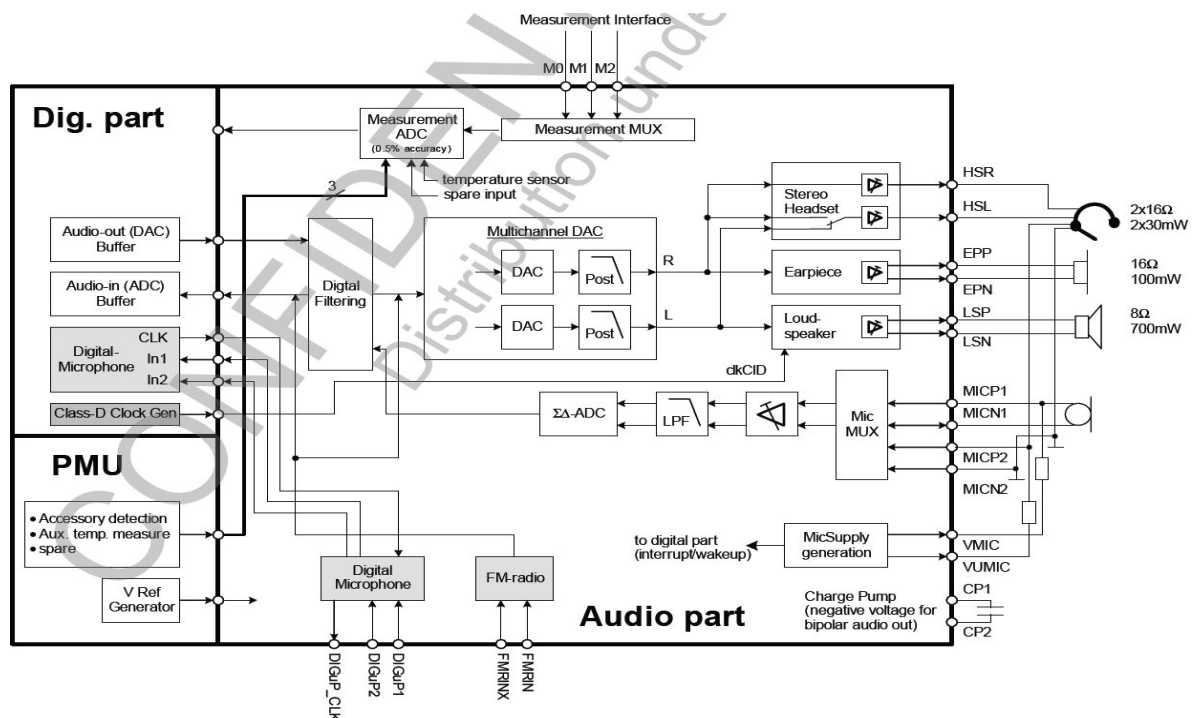 CONFIDEN
Distribution unde
Measurement Interface
M0 M1 M2
Dig. part
Measurement
ADC
(0.5% accuracy)
Measurement MUX
temperature sensor
spare input
3
Audio-out (DAC)
Buffer
Audio-in (ADC)
Buffer
Digtal
Filtering
Multichannel DAC
DAC
Post
R
DAC
Post
L
Stereo
Headset
Earpiece
Loud-
speaker
HSR
HSL
2x16Ω
2x30mW
EPP
EPN
16Ω
100mW
LSP
LSN
8Ω
700mW
Digital-
Microphone
CLK
In1
In2
Class-D Clock Gen
clkCID
ΣΔ-ADC
LPF
Mic
MUX
MICP1
MICN1
MICP2
MICN2
PMU
• Accessory detection
• Aux. temp. measure
• spare
V Ref
Generator
to digital part
(interrupt/wakeup)
MicSupply
generation
VMIC
VUMIC
Digital
Microphone
FM-radio
Audio part
Charge Pump
(negative voltage for
bipolar audio out)
CP1
CP2
DIGuP_CLK
DIGuP2
DIGuP1
FMRINX
FMRIN